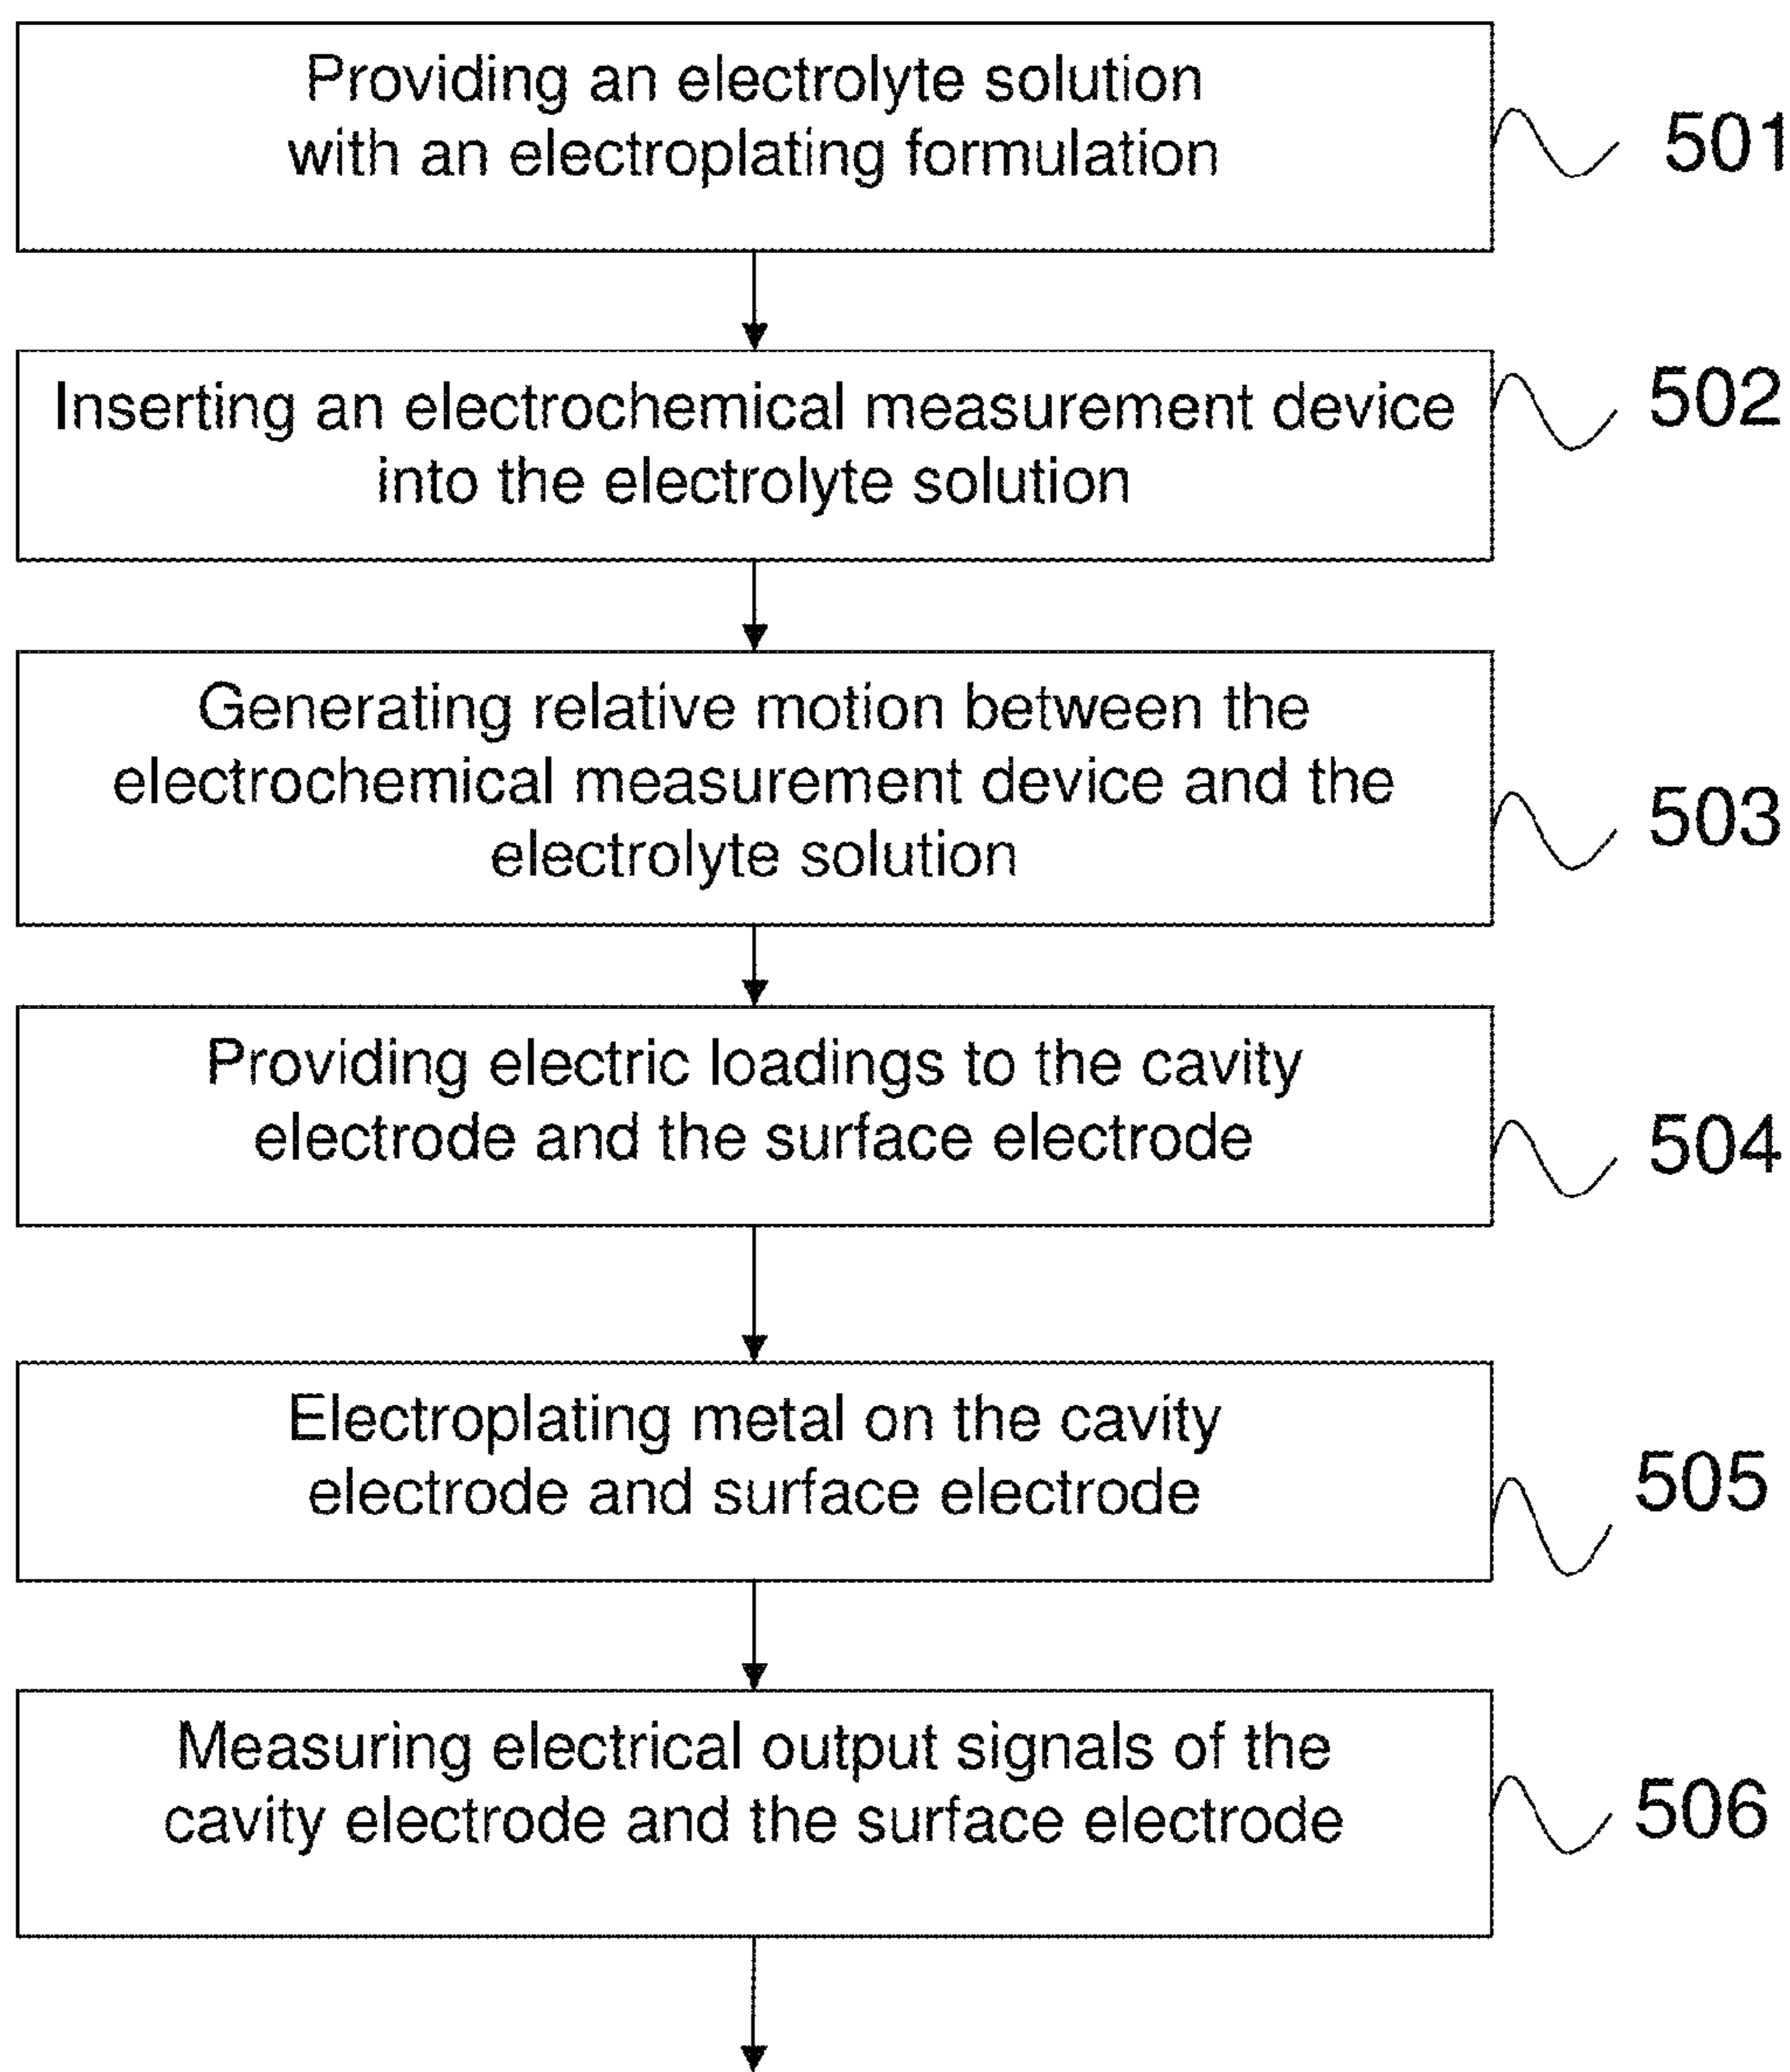 Providing an electrolyte solution
with an electroplating formulation
501
Inserting an electrochemical measurement device
into the electrolyte solution
502
Generating relative motion between the
electrochemical measurement device and the
electrolyte solution
503
Providing electric loadings to the cavity
electrode and the surface electrode
504
Electroplating metal on the cavity
electrode and surface electrode
505
Measuring electrical output signals of the
cavity electrode and the surface electrode
506